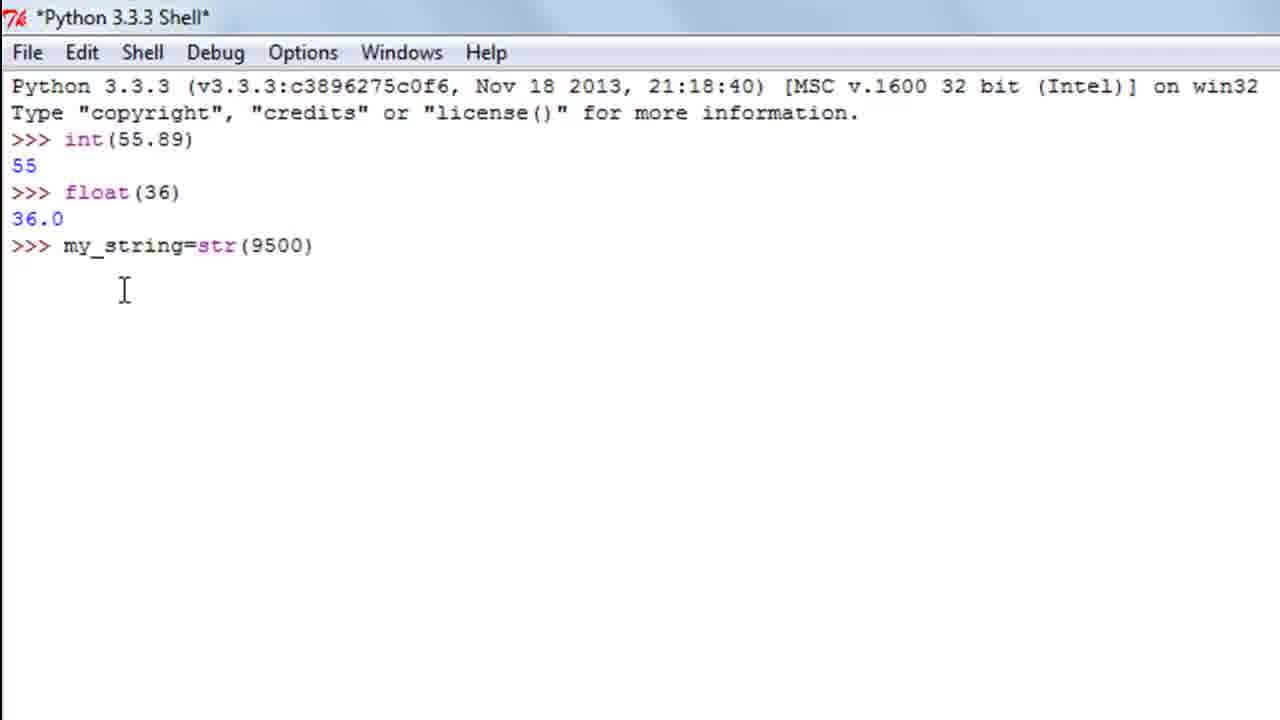 *Python 3.3.3 Shell*
File Edit Shell Debug Options Windows Help
Python 3.3.3 (v3.3.3:c3896275c0f6, Nov 18 2013, 21:18:40) [MSC v.1600 32 bit (Intel)] on win32
Type "copyright", "credits" or "license()" for more information.
>>> int(55.89)
55
>>> float(36)
36.0
>>> my_string=str(9500)